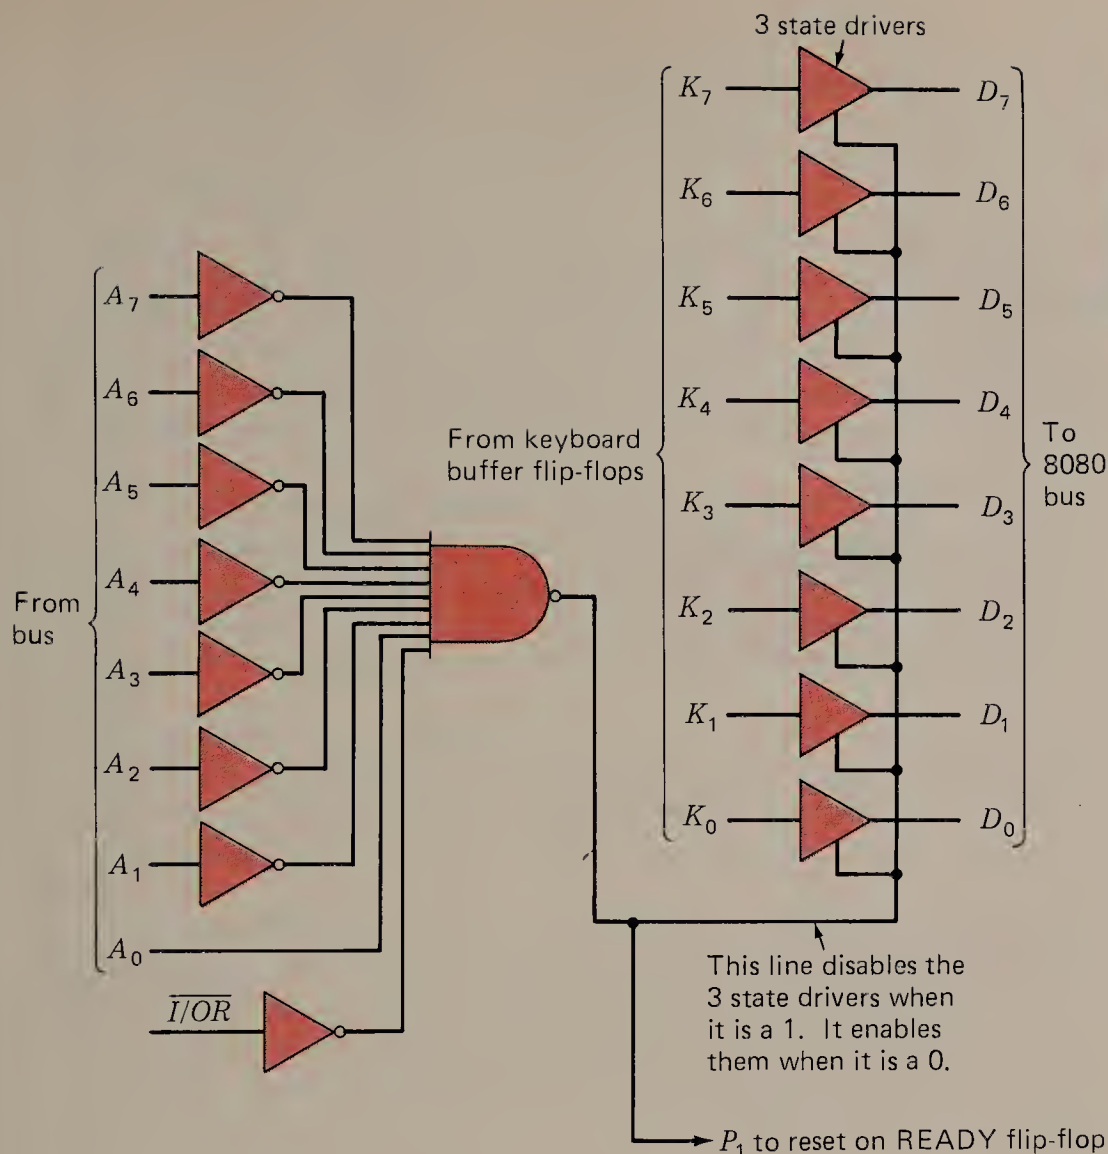 3 state drivers
K₇
D₇
K₆
D₆
K₅
D₅
K₄
D₄
K₃
D₃
K₂
D₂
K₁
D₁
K₀
D₀
From keyboard
buffer flip-flops
To
8080
bus
A₇
A₆
A₅
A₄
A₃
A₂
A₁
A₀
From
bus
I/OR
This line disables the
3 state drivers when
it is a 1. It enables
them when it is a 0.
P₁ to reset on READY flip-flop